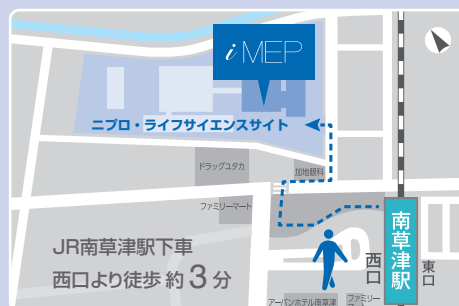 i MEP
ニプロ・ライフサイエンスサイト
ドラッグユタカ
加地眼科
ファミリーマート
JR南草津駅下車
西口より徒歩 約 3 分
西口
南草津駅
東口
アーバンホテル南草津
ファミリー